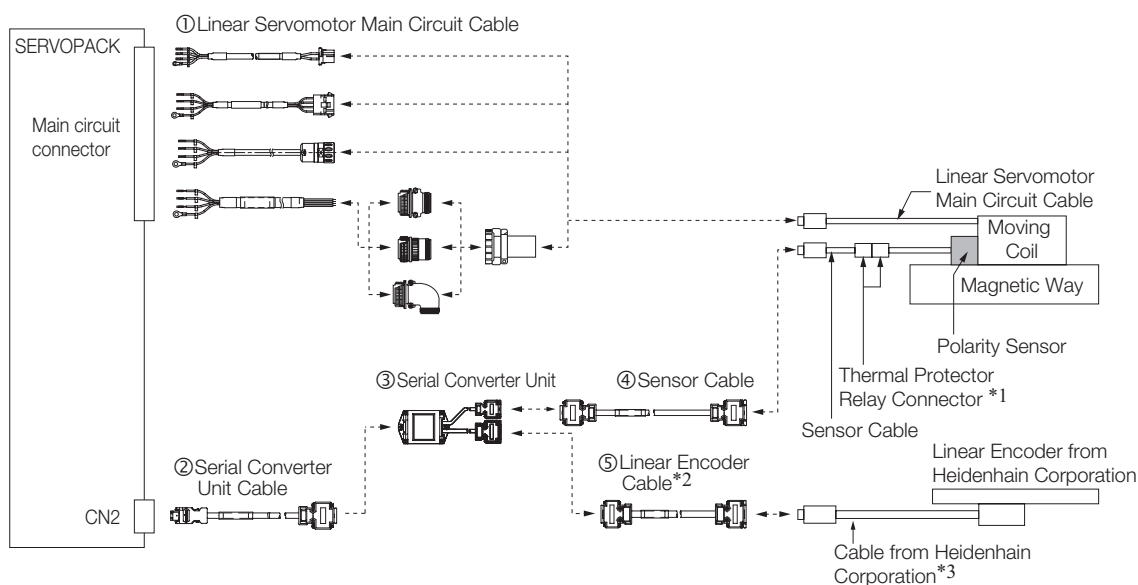 ①Linear Servomotor Main Circuit Cable
SERVOPACK
Main circuit
connector
Linear Servomotor
Main Circuit Cable
Moving
Coil
Magnetic Way
Polarity Sensor
Thermal Protector
Relay Connector *1
Sensor Cable
③Serial Converter Unit
④Sensor Cable
②Serial Converter
Unit Cable
⑤Linear Encoder
Cable*2
Linear Encoder from
Heidenhain Corporation
CN2
Cable from Heidenhain
Corporation*3